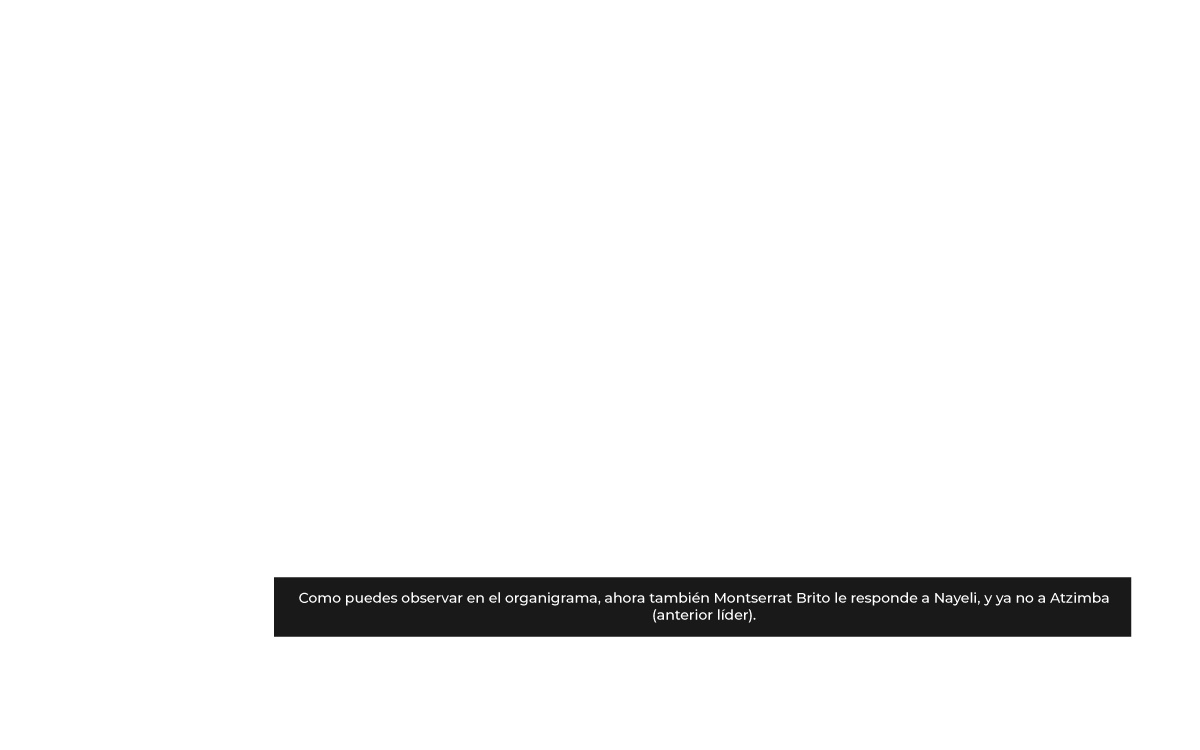 Como puedes observar en el organigrama, ahora también Montserrat Brito le responde a Nayeli, y ya no a Atzimba
(anterior líder).